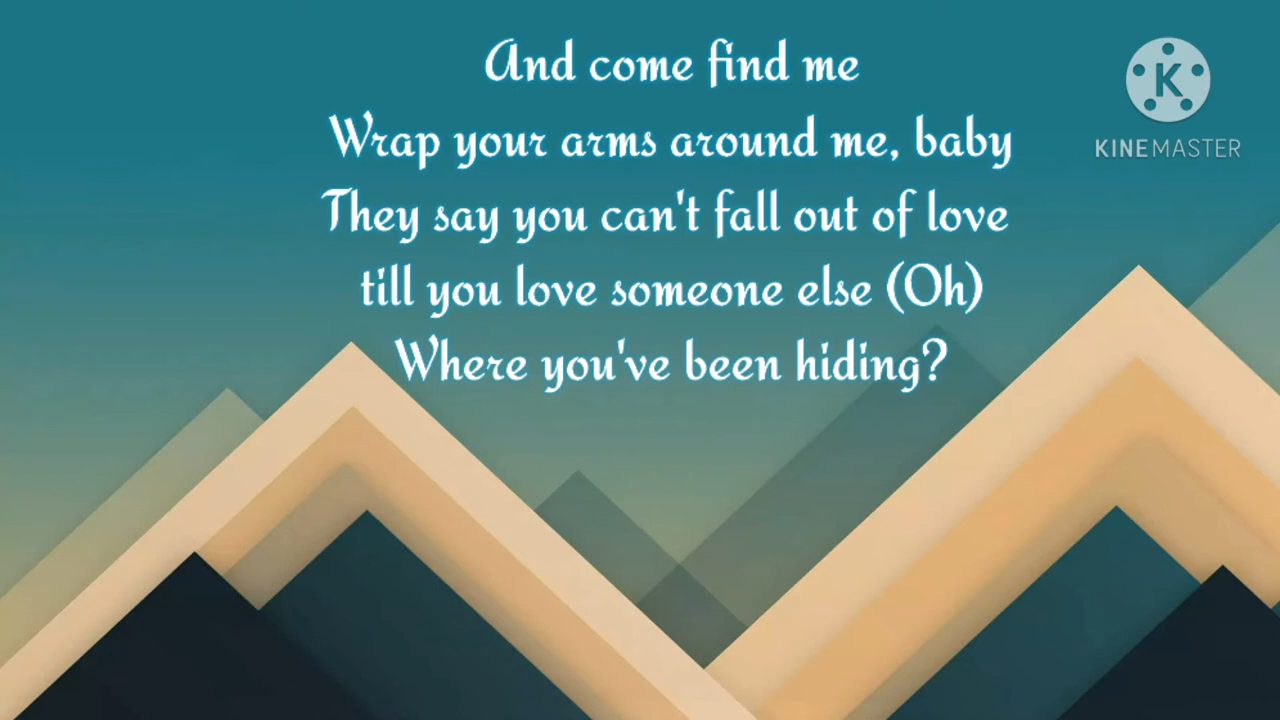 And come find me
Wrap your arms around me, baby
They say you can't fall out of love
till you love someone else (Oh)
Where you've been hiding?
K
KINEMASTER